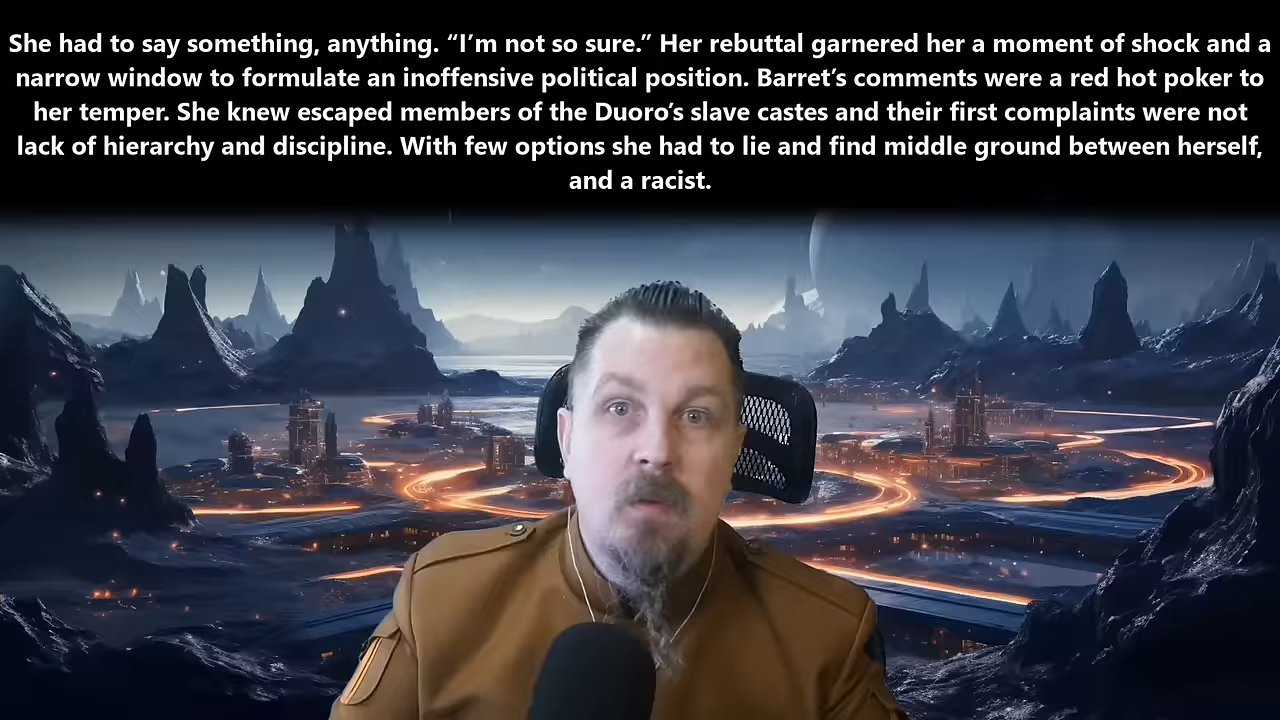 She had to say something, anything. “I’m not so sure.” Her rebuttal garnered her a moment of shock and a
narrow window to formulate an inoffensive political position. Barret’s comments were a red hot poker to
her temper. She knew escaped members of the Duoro’s slave castes and their first complaints were not
lack of hierarchy and discipline. With few options she had to lie and find middle ground between herself,
and a racist.